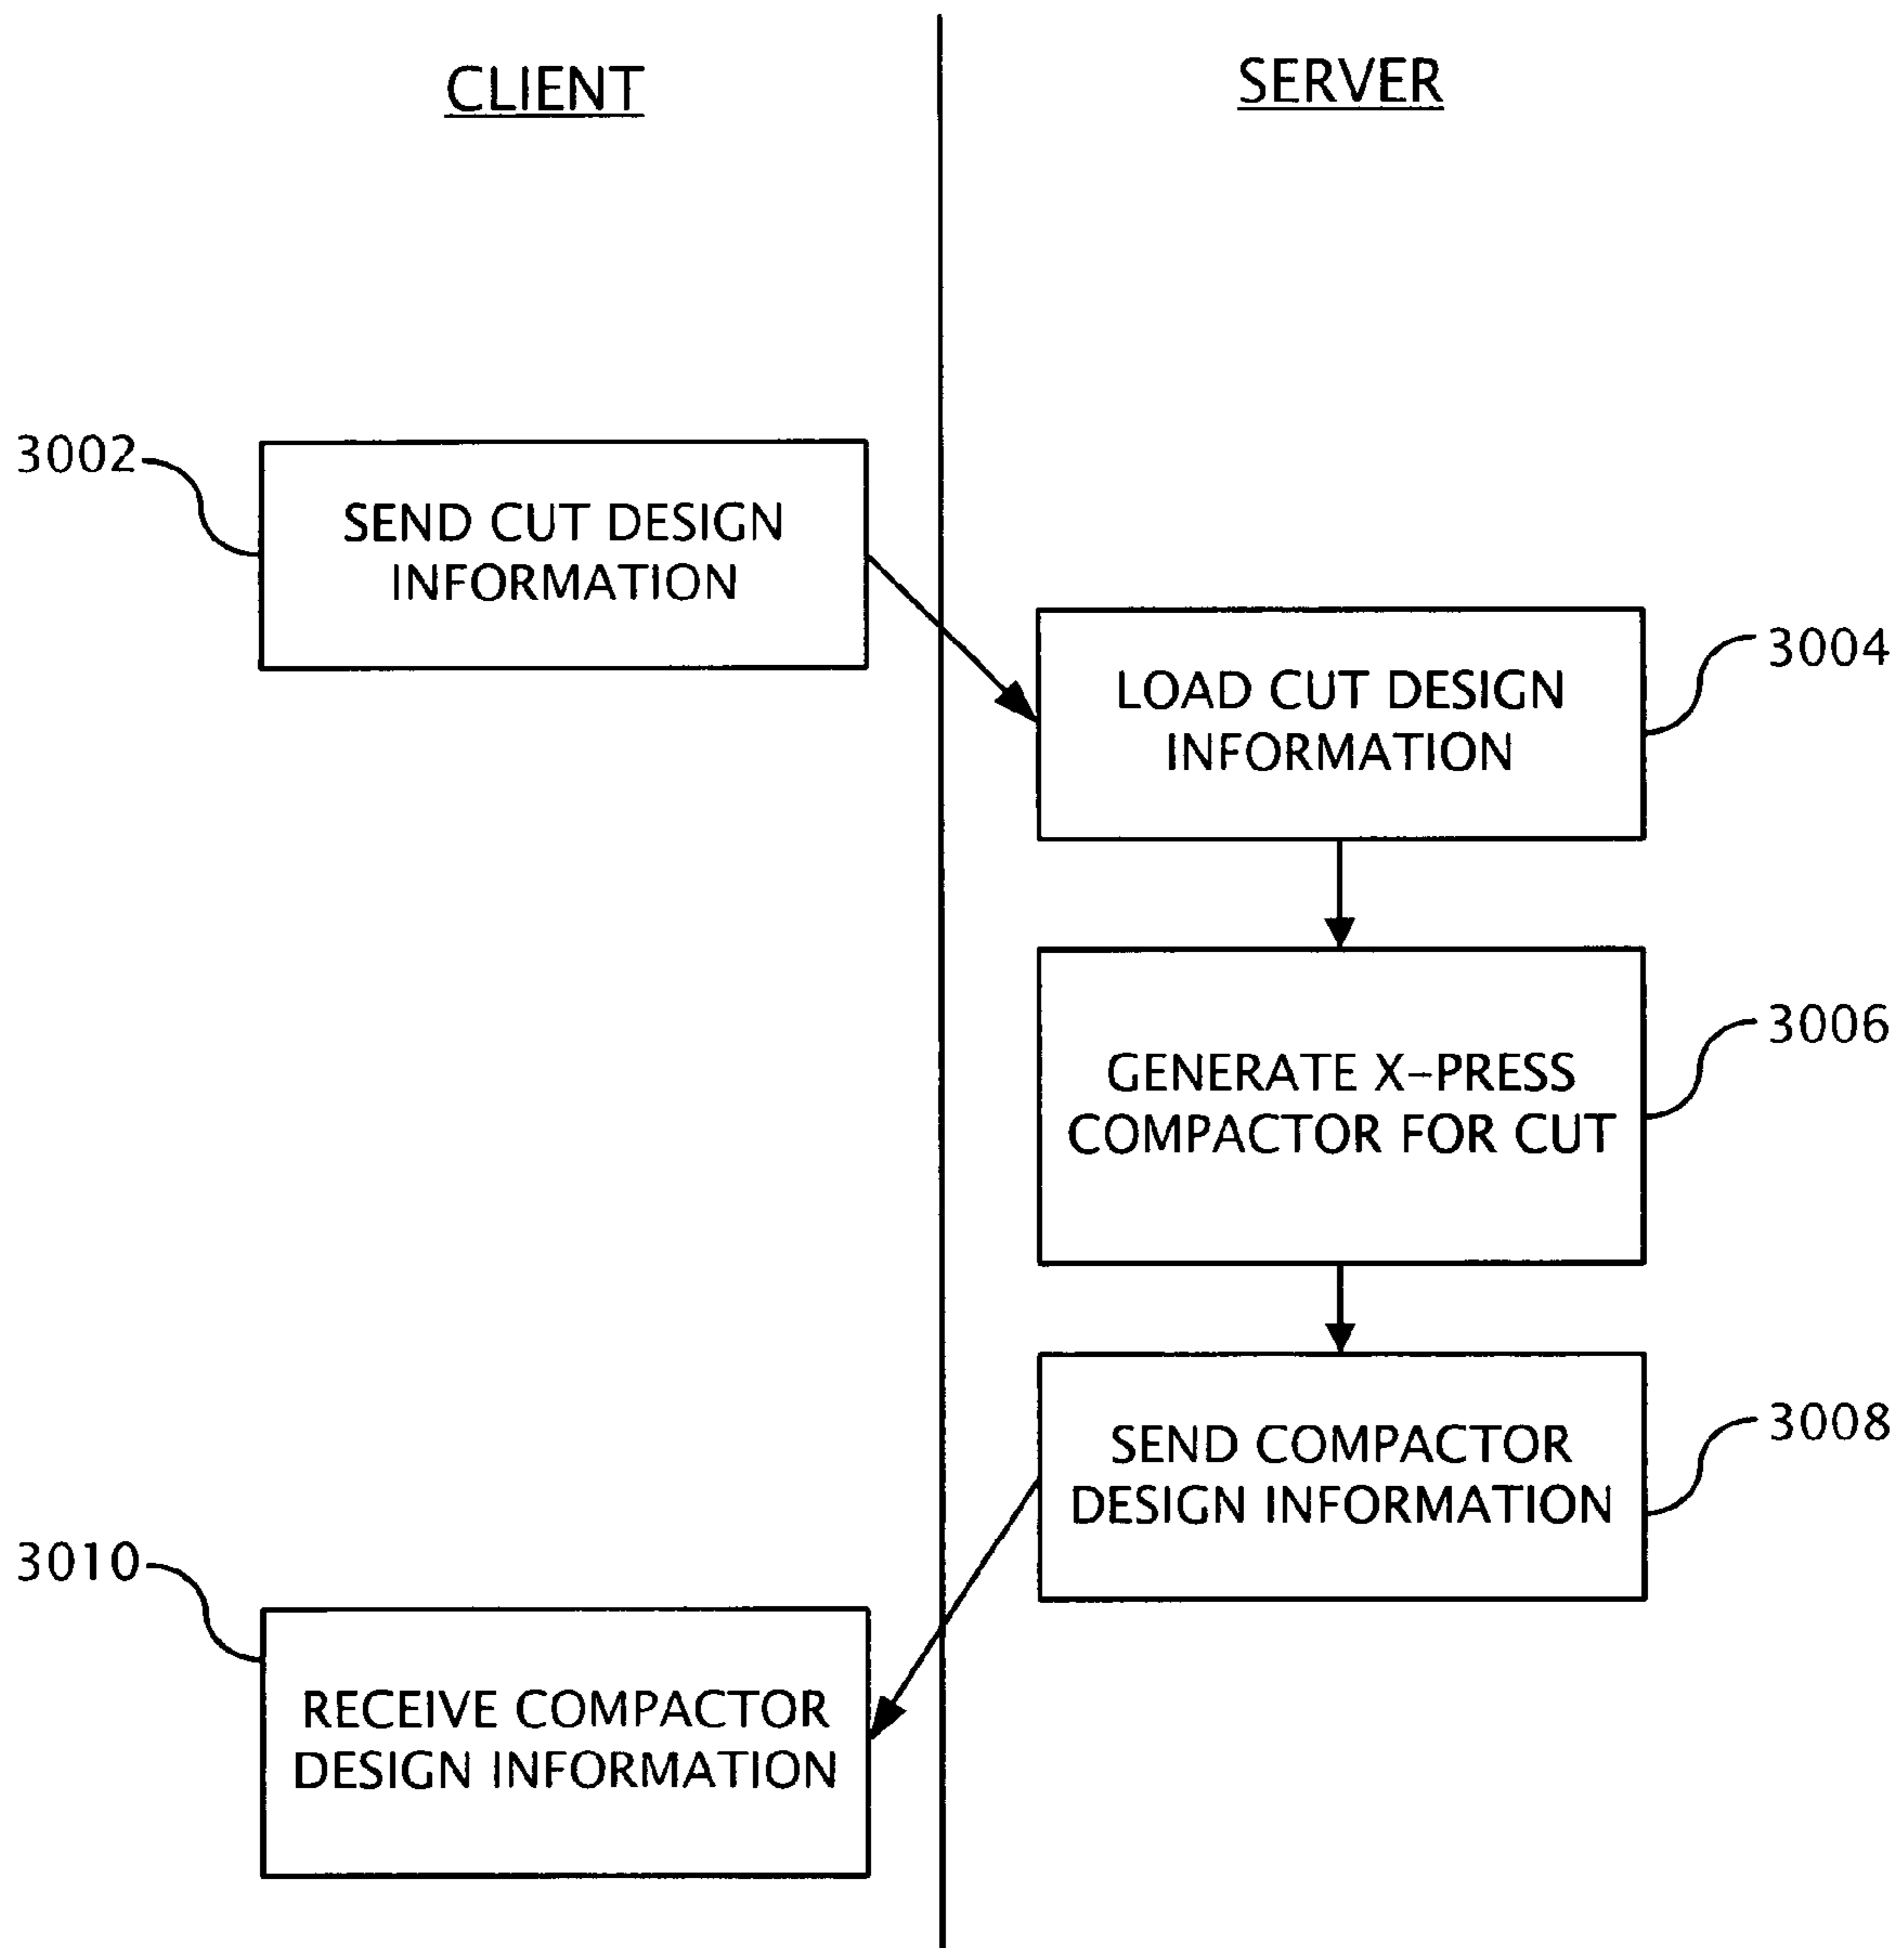 CLIENT
SERVER
3002
SEND CUT DESIGN
INFORMATION
3004
LOAD CUT DESIGN
INFORMATION
3006
GENERATE X-PRESS
COMPACTOR FOR CUT
3008
SEND COMPACTOR
DESIGN INFORMATION
3010
RECEIVE COMPACTOR
DESIGN INFORMATION